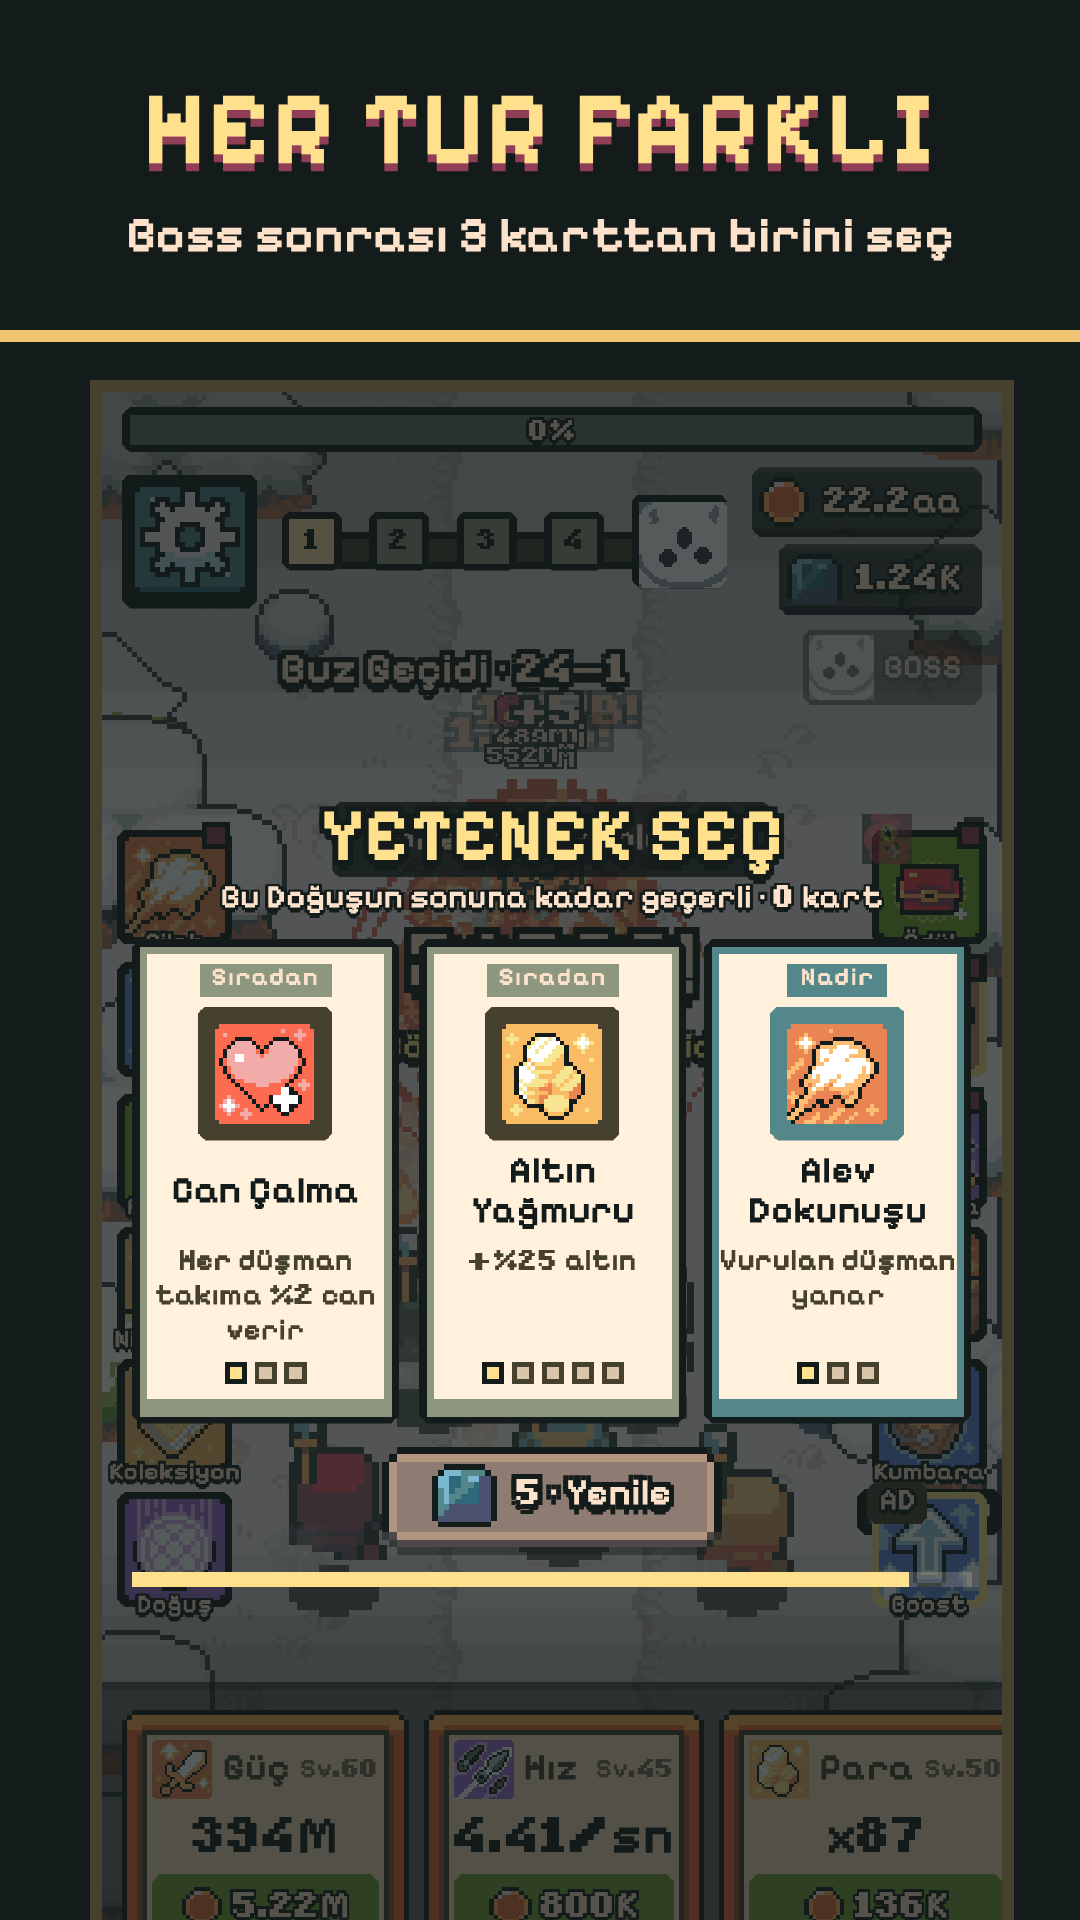 HER TUR FARKLI
Boss sonrası 3 karttan birini seç
0%
1 2 3 4
22.2aa
1.24K
BOSS
Buz Geçidi·24-1
+5
552M
YETENEK SEÇ
Bu Doğuşun sonuna kadar geçerli·0 kart
Sıradan
Can Çalma
Her düşman
takıma %2 can
verir
Sıradan
Altın
Yağmuru
+%25 altın
Nadir
Alev
Dokunuşu
Vurulan düşman
yanar
5·Yenile
Koleksiyon
Doğuş
Kumbara
AD
Boost
Güç Sv.60
394M
5.22M
Hız Sv.45
4.41/sn
800K
Para Sv.50
x87
136K